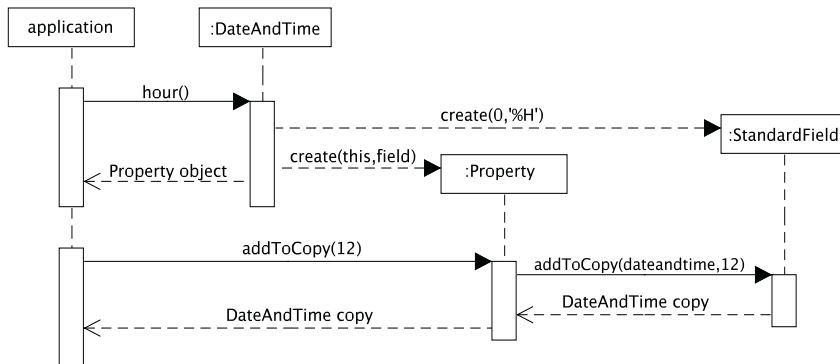 application
:DateAndTime
hour()
create(0,'%H')
:StandardField
create(this,field)
Property object
:Property
addToCopy(12)
addToCopy(dateandtime,12)
DateAndTime copy
DateAndTime copy